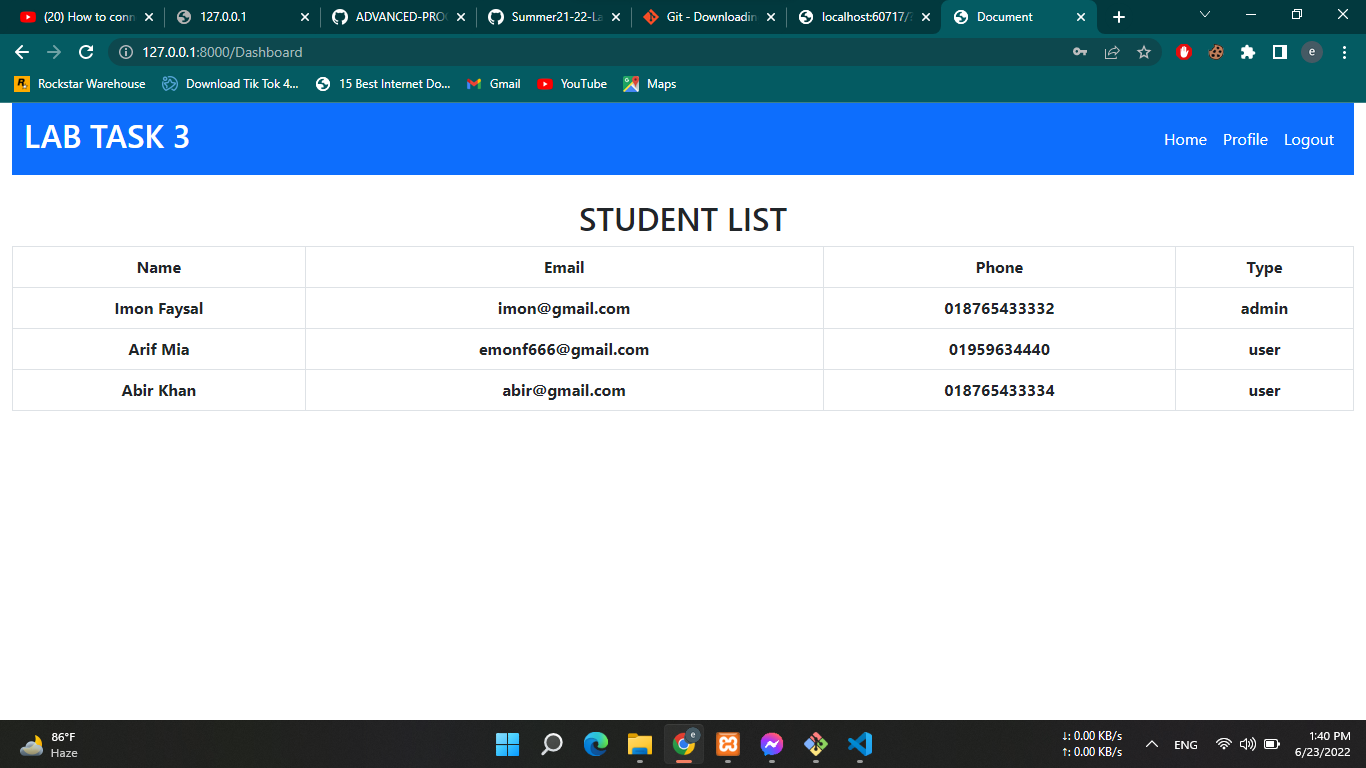 (20) How to conn
127.0.0.1
ADVANCED-PRO
Summer21-22-La
Git - Downloadin
localhost:60717/
Document
127.0.0.1:8000/Dashboard
e
Rockstar Warehouse
Download Tik Tok 4...
15 Best Internet Do...
Gmail
YouTube
Maps
LAB TASK 3
Home Profile Logout
STUDENT LIST
Name Email Phone Type
Imon Faysal imon@gmail.com 018765433332 admin
Arif Mia emonf666@gmail.com 01959634440 user
Abir Khan abir@gmail.com 018765433334 user
86°F
Haze
↓: 0.00 KB/s
↑: 0.00 KB/s
ENG
1:40 PM
6/23/2022